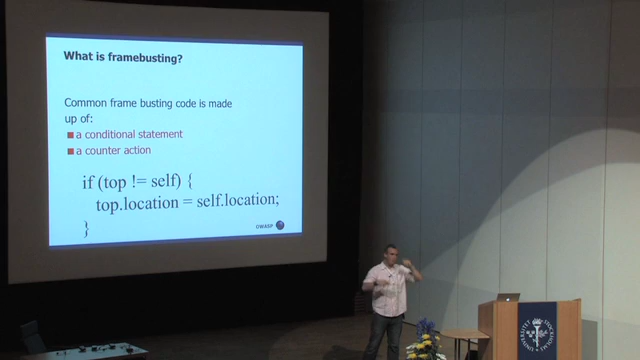 What is framebusting?
Common frame busting code is made
up of:
a conditional statement
a counter action
if (top != self) {
top.location = self.location;
}
OWASP